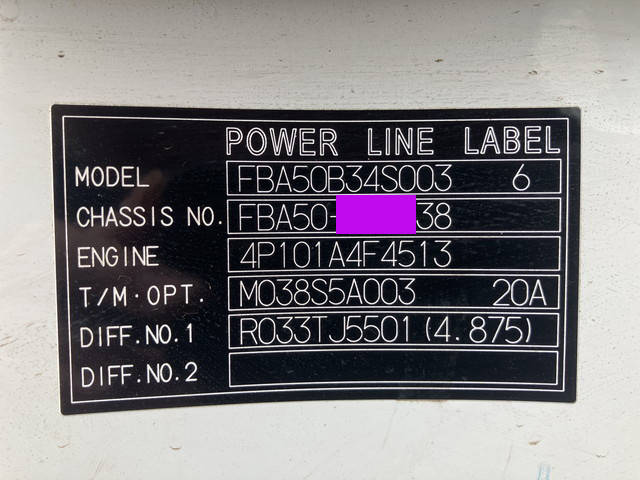 POWER LINE LABEL
MODEL FBA50B34S003 6
CHASSIS NO. FBA50- 38
ENGINE 4P101A4F4513
T/M·OPT. M038S5A003 20A
DIFF.NO.1 R033TJ5501(4.875)
DIFF.NO.2